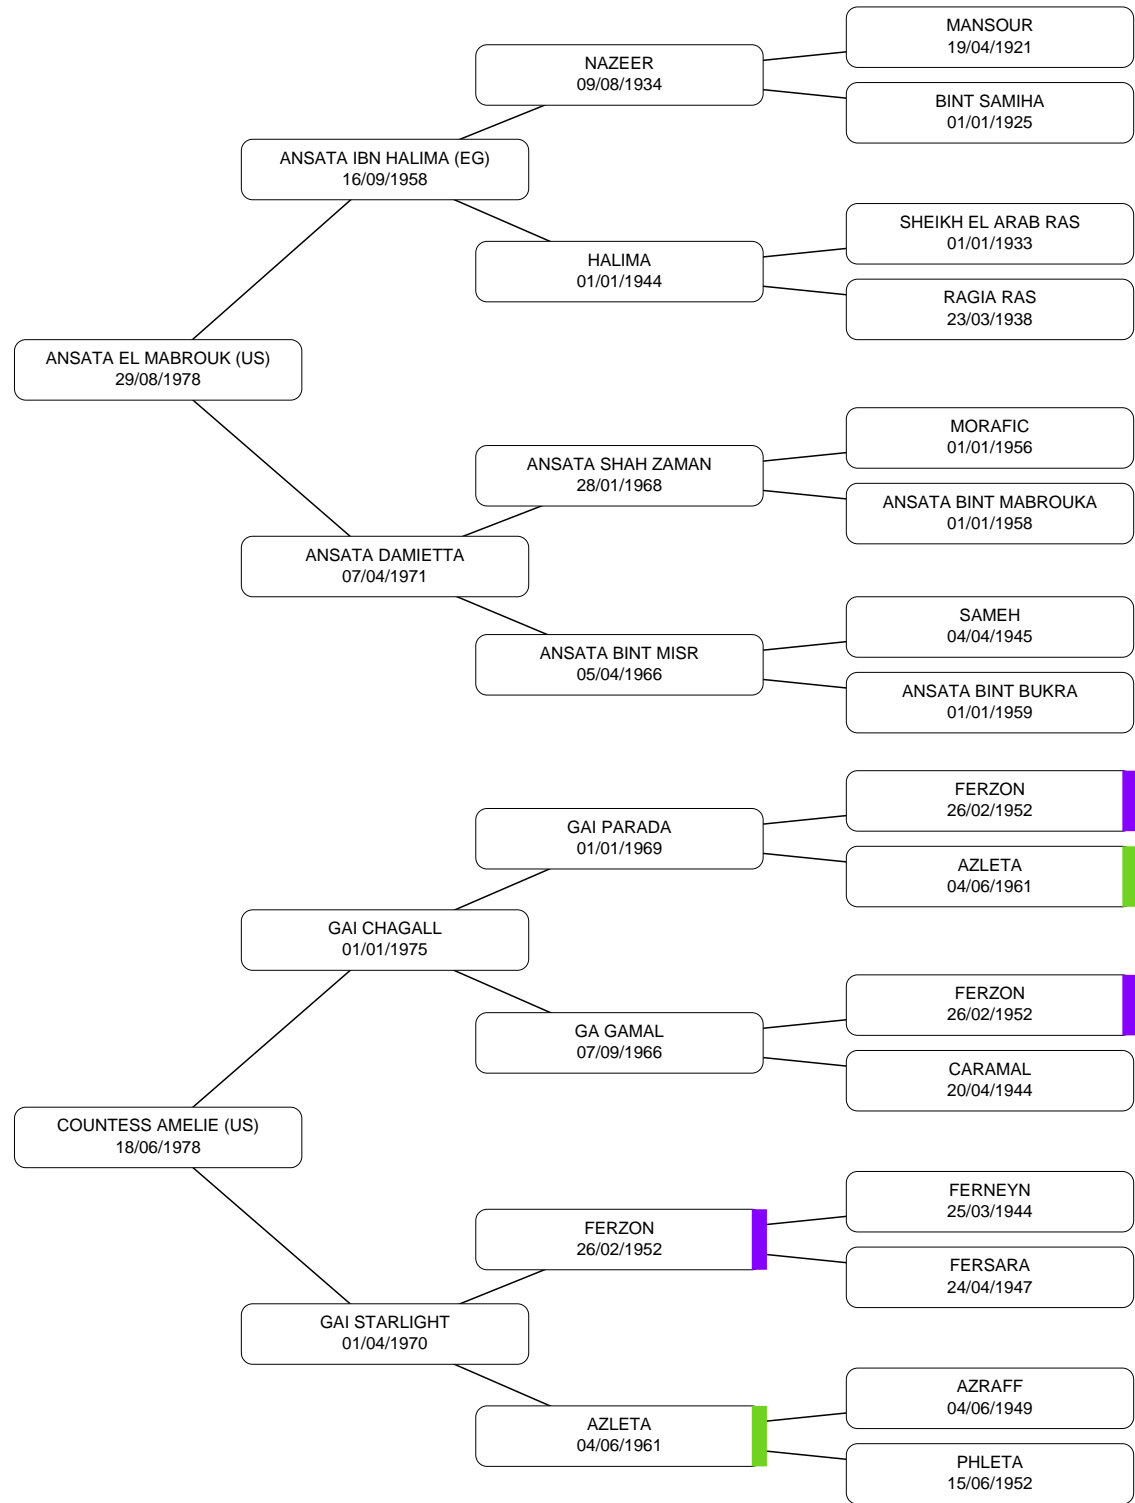 MANSOUR
19/04/1921
NAZEER
09/08/1934
BINT SAMIHA
01/01/1925
ANSATA IBN HALIMA (EG)
16/09/1958
SHEIKH EL ARAB RAS
01/01/1933
HALIMA
01/01/1944
RAGIA RAS
23/03/1938
ANSATA EL MABROUK (US)
29/08/1978
MORAFIC
01/01/1956
ANSATA SHAH ZAMAN
28/01/1968
ANSATA BINT MABROUKA
01/01/1958
ANSATA DAMIETTA
07/04/1971
SAMEH
04/04/1945
ANSATA BINT MISR
05/04/1966
ANSATA BINT BUKRA
01/01/1959
FERZON
26/02/1952
GAI PARADA
01/01/1969
AZLETA
04/06/1961
GAI CHAGALL
01/01/1975
FERZON
26/02/1952
GA GAMAL
07/09/1966
CARAMAL
20/04/1944
COUNTESS AMELIE (US)
18/06/1978
FERNEYN
25/03/1944
FERZON
26/02/1952
FERSARA
24/04/1947
GAI STARLIGHT
01/04/1970
AZRAFF
04/06/1949
AZLETA
04/06/1961
PHLETA
15/06/1952